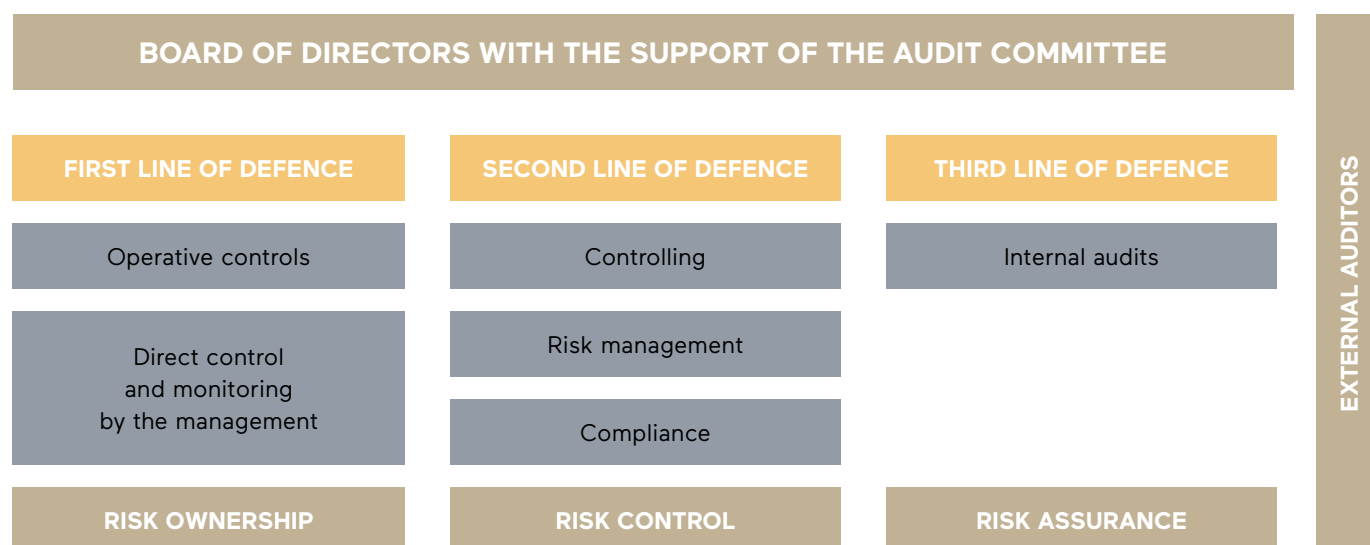 BOARD OF DIRECTORS WITH THE SUPPORT OF THE AUDIT COMMITTEE
FIRST LINE OF DEFENCE
Operative controls
Direct control
and monitoring
by the management
RISK OWNERSHIP
SECOND LINE OF DEFENCE
Controlling
Risk management
Compliance
RISK CONTROL
THIRD LINE OF DEFENCE
Internal audits
RISK ASSURANCE
EXTERNAL AUDITORS